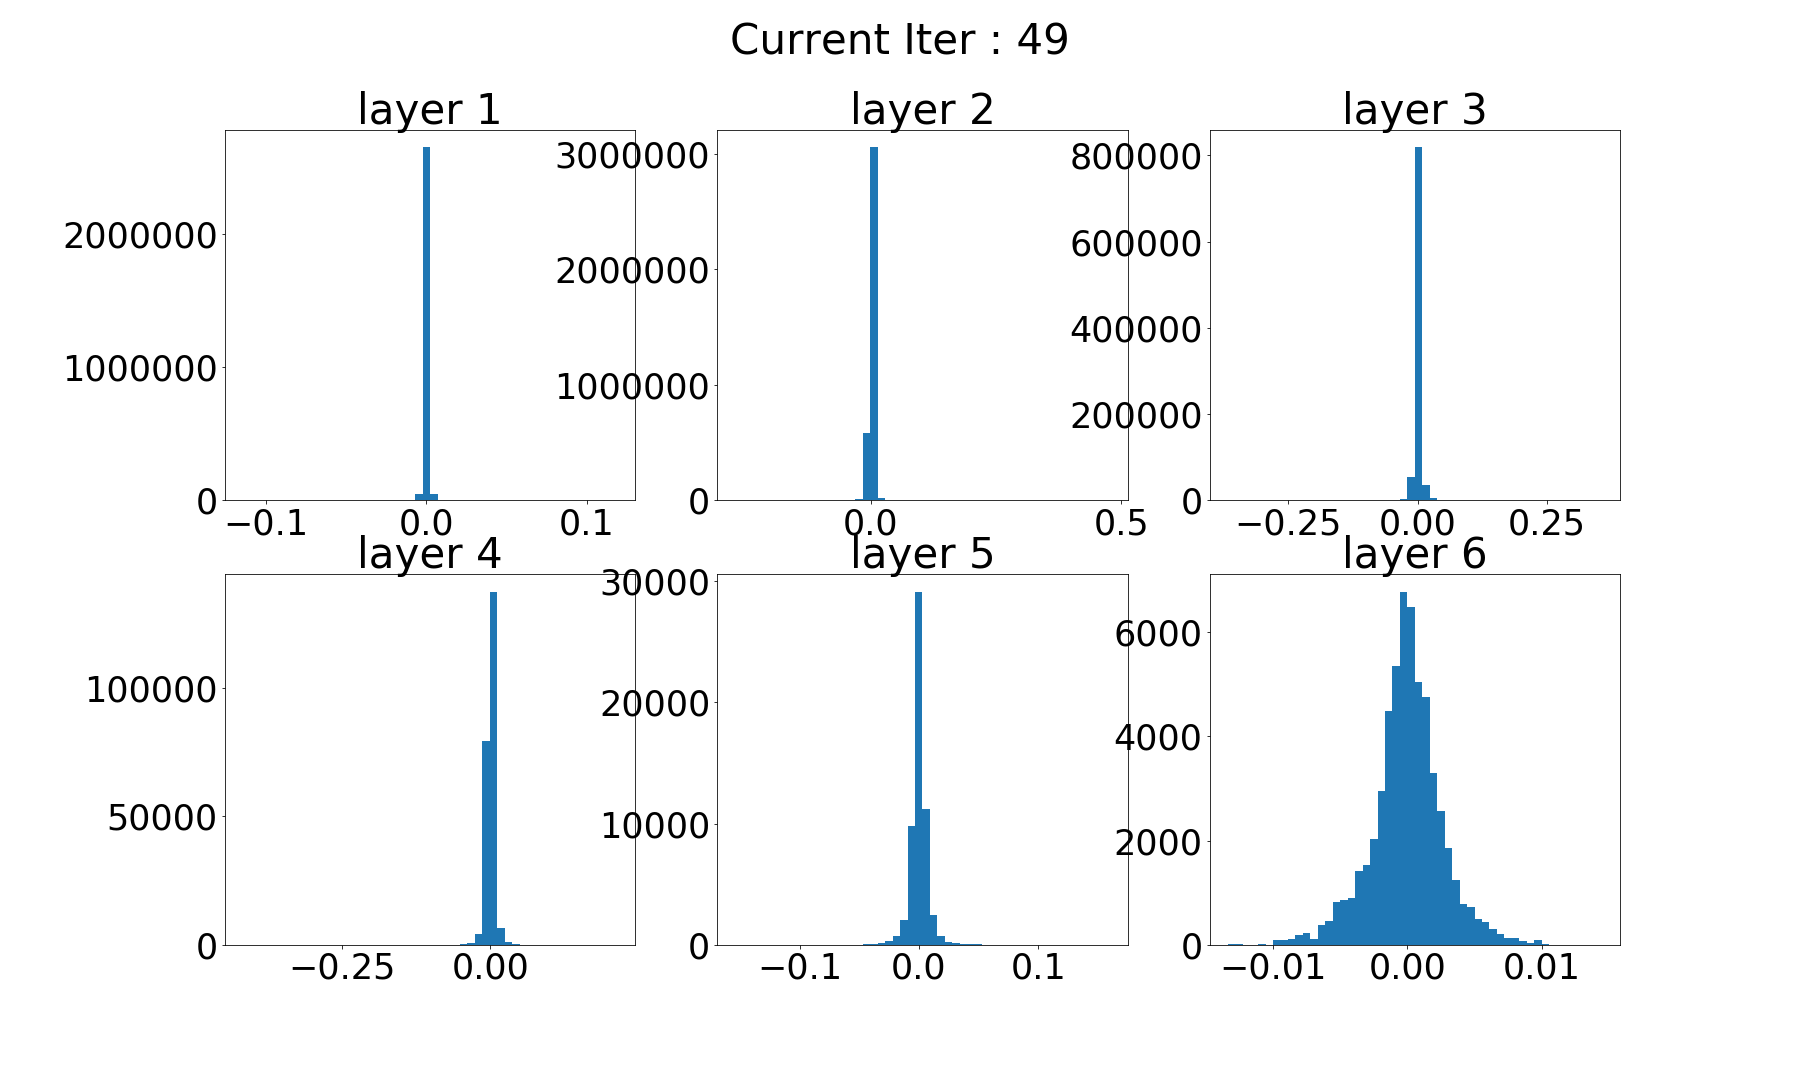 Current Iter : 49
layer 1
2000000
1000000
0
−0.1 0.0 0.1
layer 2
3000000
2000000
1000000
0
0.0 0.5
layer 3
800000
600000
400000
200000
0
−0.25 0.00 0.25
layer 4
100000
50000
0
−0.25 0.00
layer 5
30000
20000
10000
0
−0.1 0.0 0.1
layer 6
6000
4000
2000
0
−0.01 0.00 0.01